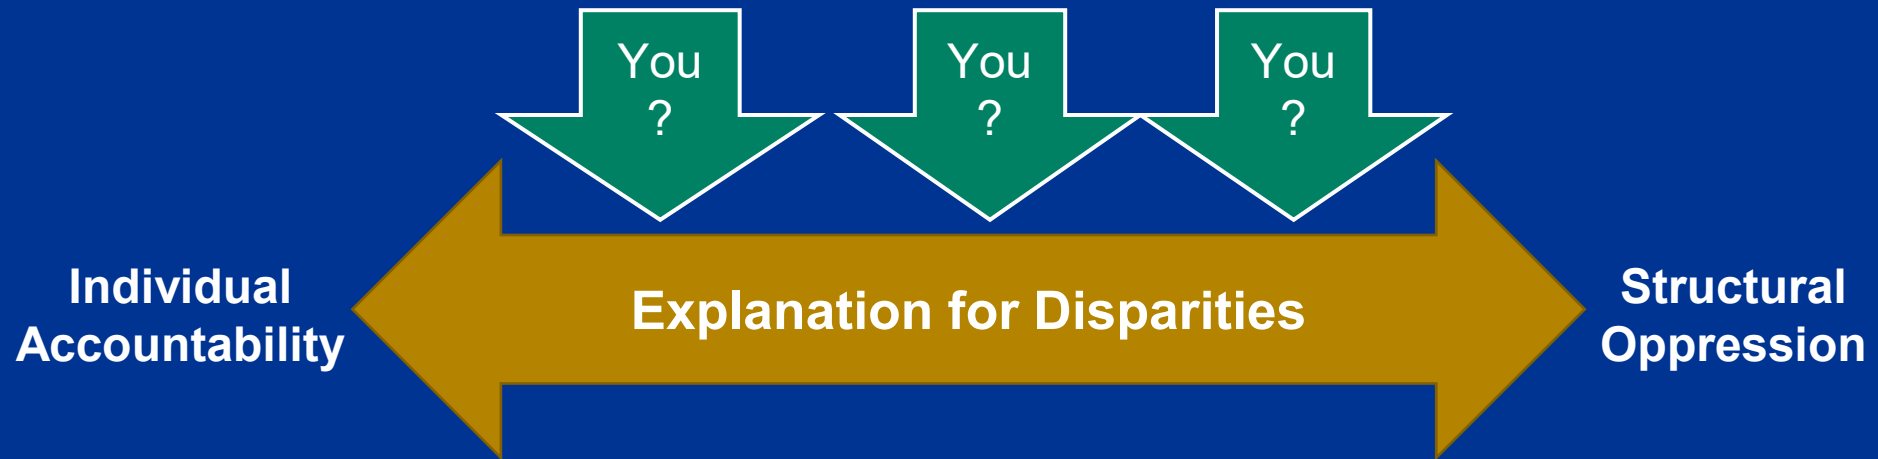 You
?
You
?
You
?
Individual
Accountability
Explanation for Disparities
Structural
Oppression